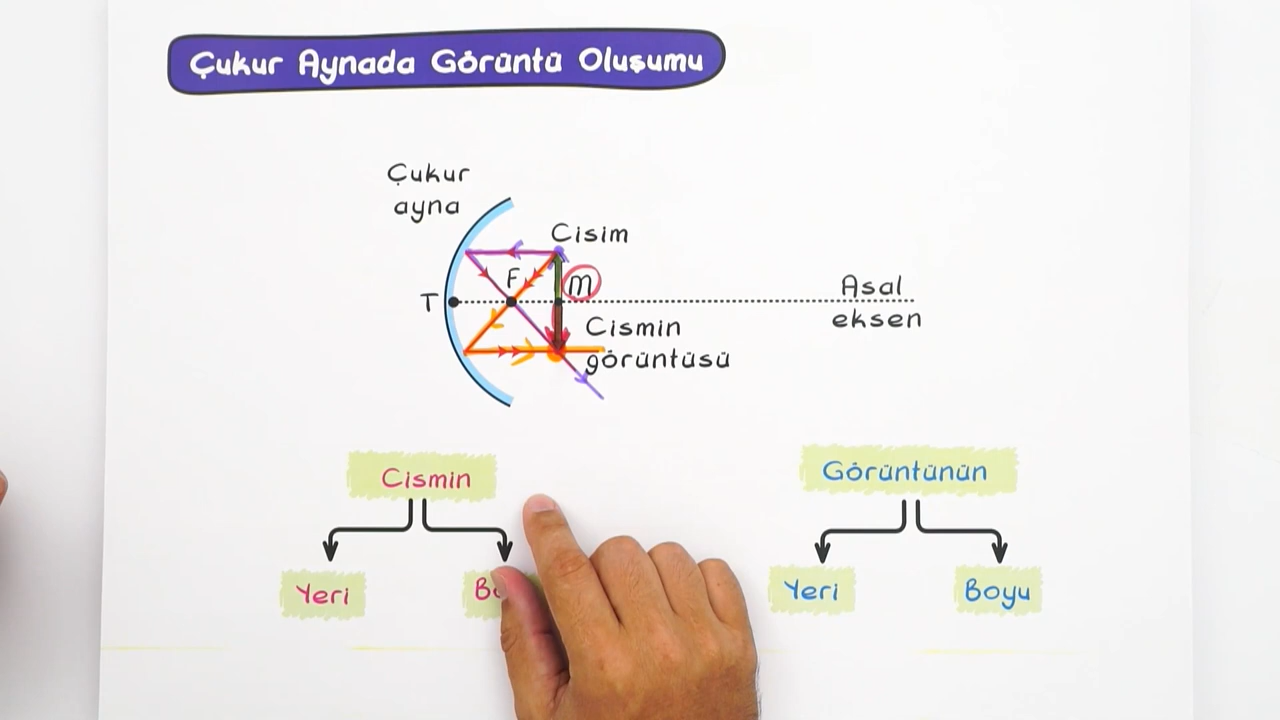 Çukur Aynada Görüntü Oluşumu
Çukur
ayna
Cisim
F
M
T
Asal
eksen
Cismin
görüntüsü
Cismin
Görüntünün
Yeri
Yeri
Boyu